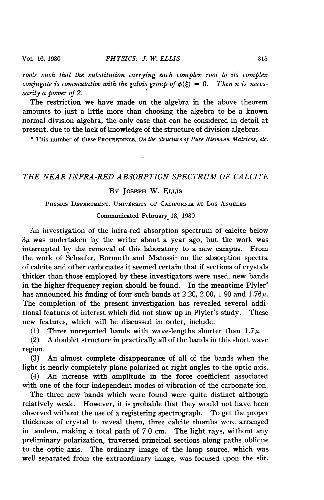 Vol. 16, 1930 PHYSICS: J. W. ELLIS 315
roots such that the substitution carrying each complex root to its complex
conjugate is commutative with the galois group of φ(ξ) = 0. Then n is neces-
sarily a power of 2.
The restriction we have made on the algebra in the above theorem
amounts to just a little more than choosing the algebra to be a known
normal division algebra, the only case that can be considered in detail at
present, due to the lack of knowledge of the structure of division algebras.
* This number of these PROCEEDINGS, On the Structure of Pure Riemann Matrices, etc.
THE NEAR INFRA-RED ABSORPTION SPECTRUM OF CALCITE
BY JOSEPH W. ELLIS
PHYSICS DEPARTMENT, UNIVERSITY OF CALIFORNIA AT LOS ANGELES
Communicated February 18, 1930
An investigation of the infra-red absorption spectrum of calcite below
3μ was undertaken by the writer about a year ago, but the work was
interrupted by the removal of this laboratory to a new campus. From
the work of Schaefer, Bormuth and Matossi on the absorption spectra
of calcite and other carbonates it seemed certain that if sections of crystals
thicker than those employed by these investigators were used, new bands
in the higher frequency region should be found. In the meantime Plyler
has announced his finding of four such bands at 2.30, 2.00, 1.90 and 1.76μ.
The completion of the present investigation has revealed several addi-
tional features of interest which did not show up in Plyler's study. These
new features, which will be discussed in order, include,
(1) Three unreported bands with wave-lengths shorter than 1.7μ.
(2) A doublet structure in practically all of the bands in this short wave
region.
(3) An almost complete disappearance of all of the bands when the
light is nearly completely plane polarized at right angles to the optic axis.
(4) An increase with amplitude in the force coefficient associated
with one of the four independent modes of vibration of the carbonate ion.
The three new bands which were found were quite distinct although
relatively weak. However, it is probable that they would not have been
observed without the use of a registering spectrograph. To get the proper
thickness of crystal to reveal them, three calcite rhombs were arranged
in tandem, making a total path of 7.0 cm. The light rays, without any
preliminary polarization, traversed principal sections along paths oblique
to the optic axis. The ordinary image of the lamp source, which was
well separated from the extraordinary image, was focused upon the slit.